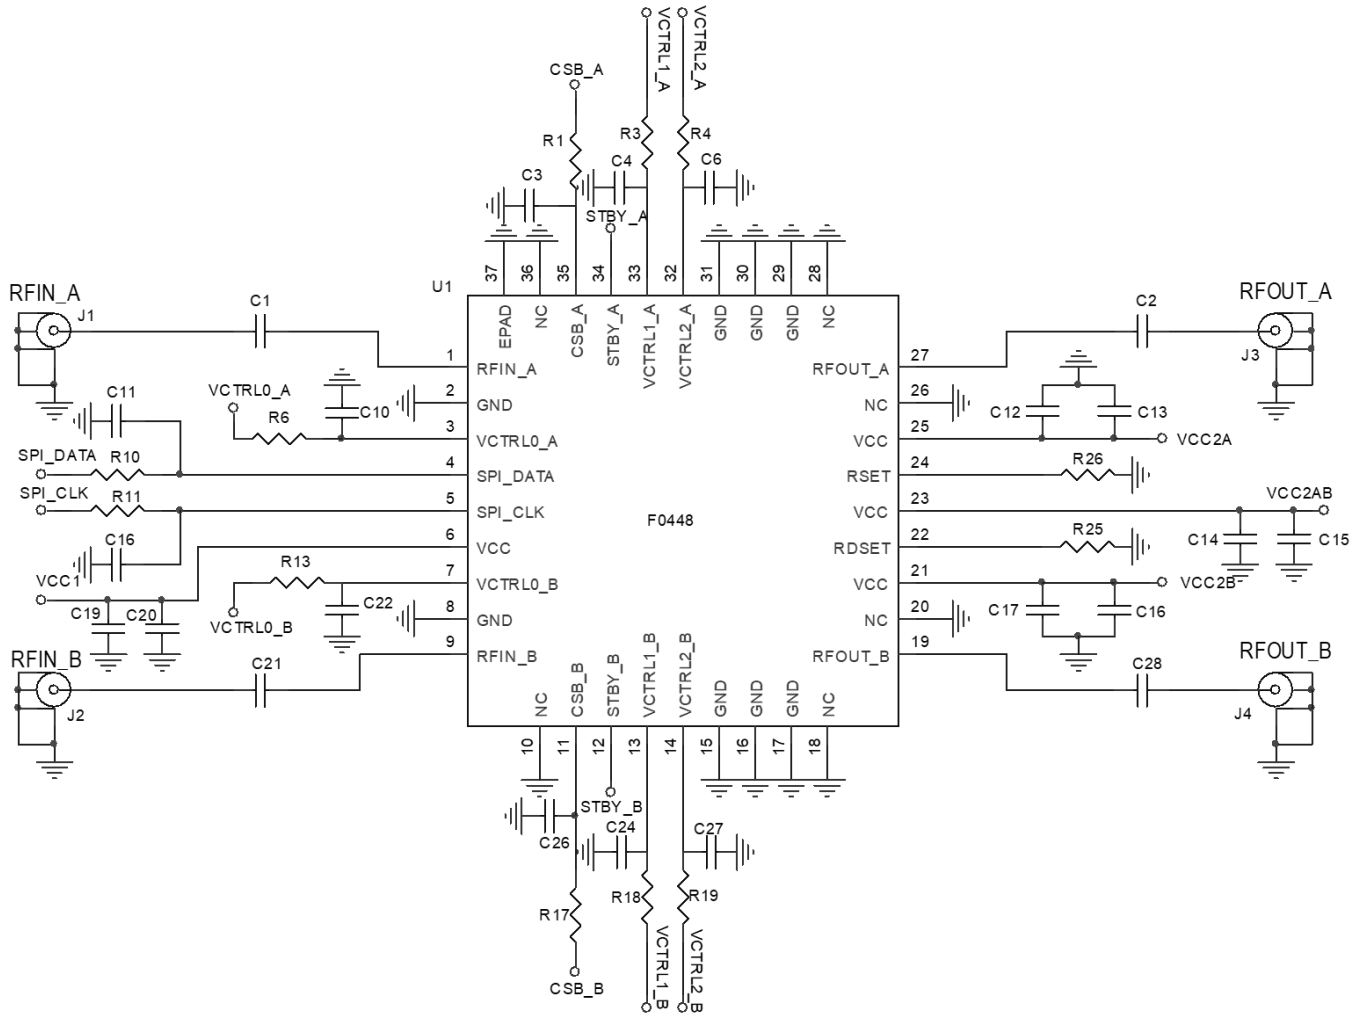 VCTRL1_A
VCTRL2_A
CSB_A
R1
R3
R4
C3
C4
C6
STBY_A
37
36
35
34
33
32
31
30
29
28
U1
EPAD
NC
CSB_A
STBY_A
VCTRL1_A
VCTRL2_A
GND
GND
GND
NC
RFIN_A
J1
C1
1
RFIN_A
2
GND
3
VCTRL0_A
4
SPI_DATA
5
SPI_CLK
6
VCC
7
VCTRL0_B
8
GND
9
RFIN_B
C11
VCTRL0_A
R6
C10
SPI_DATA
R10
SPI_CLK
R11
C16
VCC1
R13
C19
C20
VCTRL0_B
C22
RFIN_B
J2
C21
F0448
RFOUT_A
27
NC
26
VCC
25
RSET
24
VCC
23
RDSET
22
VCC
21
NC
20
RFOUT_B
19
C2
RFOUT_A
J3
C12
C13
VCC2A
R26
VCC2AB
C14
C15
R25
VCC2B
C17
C16
C28
RFOUT_B
J4
NC
CSB_B
STBY_B
VCTRL1_B
VCTRL2_B
GND
GND
GND
NC
10
11
12
13
14
15
16
17
18
STBY_B
C26
C24
C27
R17
R18
R19
CSB_B
VCTRL1_B
VCTRL2_B